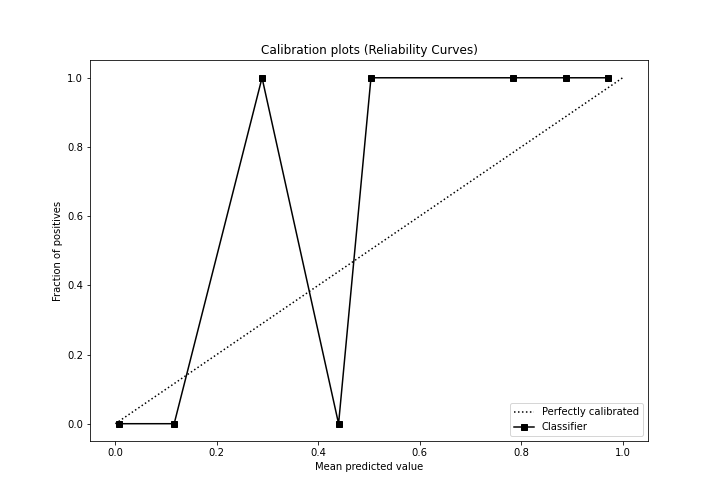 Calibration plots (Reliability Curves)
1.0
0.8
0.6
0.4
0.2
0.0
Fraction of positives
0.0 0.2 0.4 0.6 0.8 1.0
Mean predicted value
Perfectly calibrated
Classifier